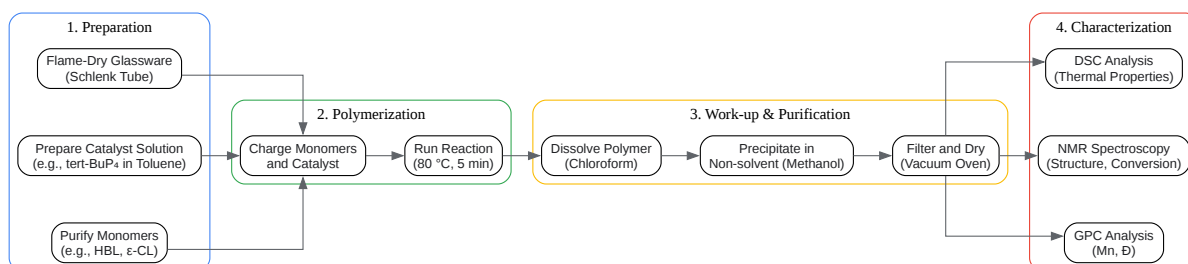 1. Preparation
Flame-Dry Glassware
(Schlenk Tube)
Prepare Catalyst Solution
(e.g., tert-BuP₄ in Toluene)
Purify Monomers
(e.g., HBL, ε-CL)
2. Polymerization
Charge Monomers
and Catalyst
Run Reaction
(80 °C, 5 min)
3. Work-up & Purification
Dissolve Polymer
(Chloroform)
Precipitate in
Non-solvent (Methanol)
Filter and Dry
(Vacuum Oven)
4. Characterization
DSC Analysis
(Thermal Properties)
NMR Spectroscopy
(Structure, Conversion)
GPC Analysis
(Mn, Đ)